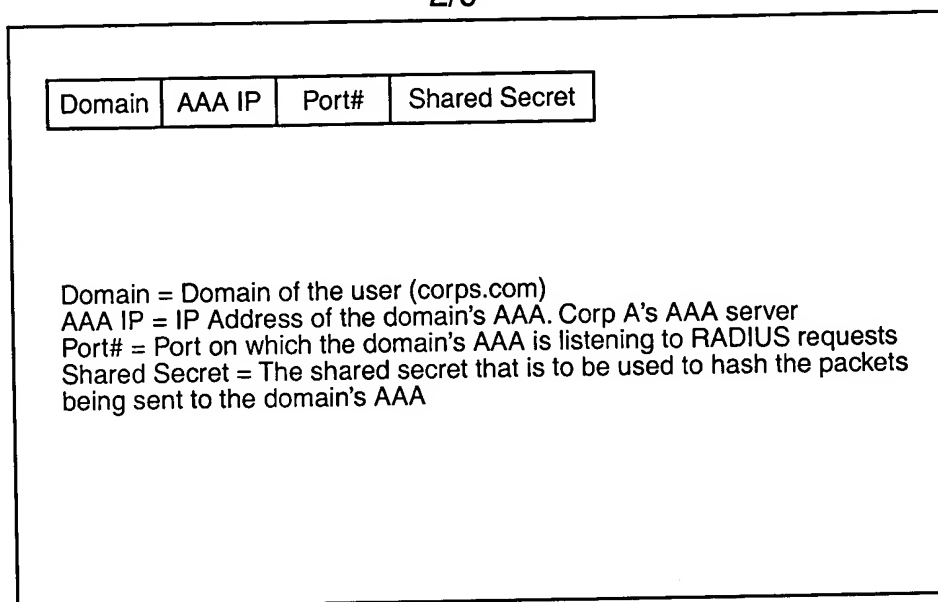 Domain AAA IP Port# Shared Secret
Domain = Domain of the user (corps.com)
AAA IP = IP Address of the domain's AAA. Corp A's AAA server
Port# = Port on which the domain's AAA is listening to RADIUS requests
Shared Secret = The shared secret that is to be used to hash the packets
being sent to the domain's AAA